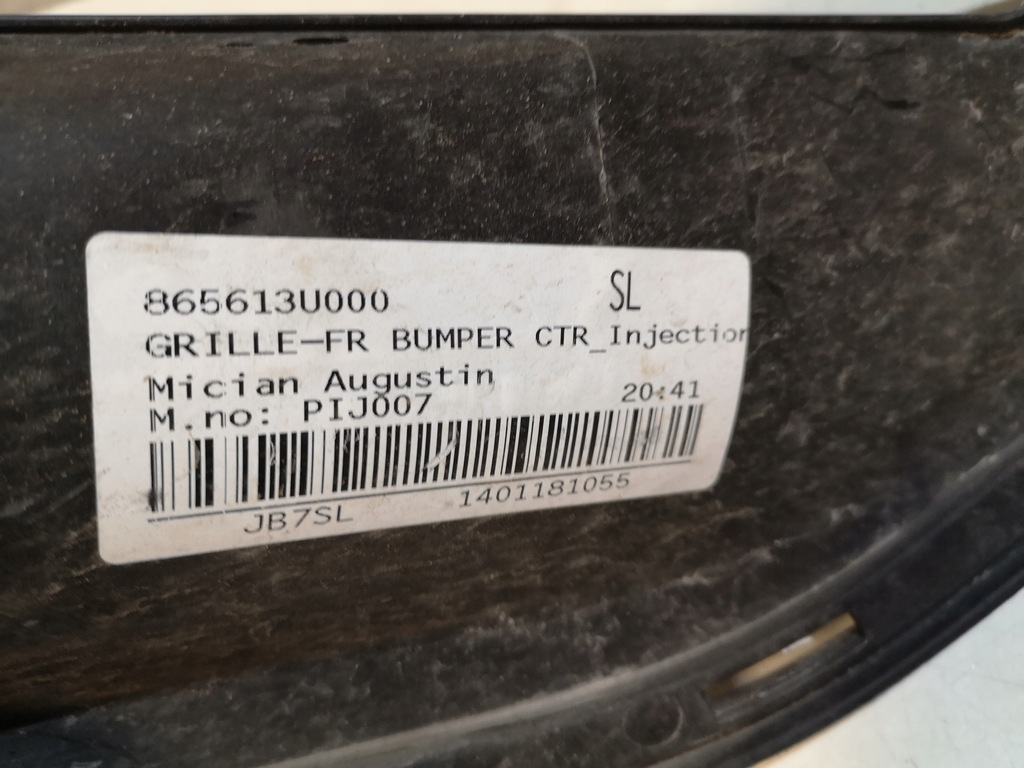 865613U000 SL
GRILLE-FR BUMPER CTR_Injection
Mician Augustin
M.no: PIJ007 20:41
JB7SL 1401181055